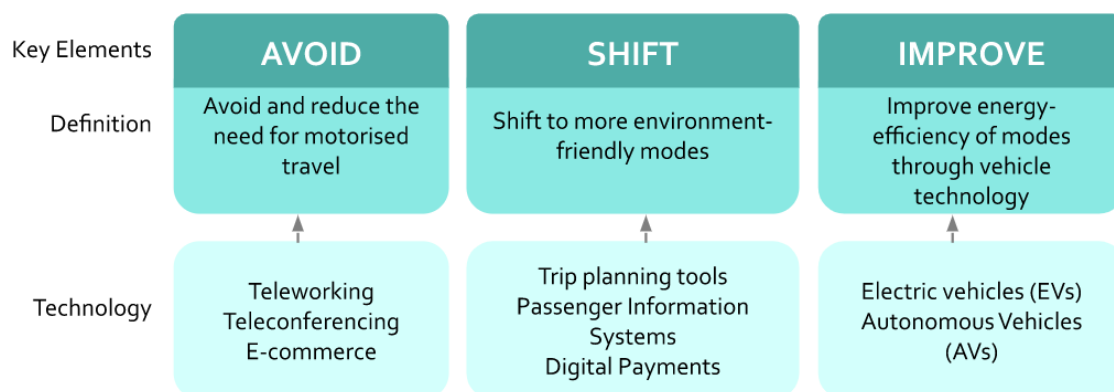 Key Elements
AVOID
SHIFT
IMPROVE
Definition
Avoid and reduce the
need for motorised
travel
Shift to more environment-
friendly modes
Improve energy-
efficiency of modes
through vehicle
technology
Technology
Teleworking
Teleconferencing
E-commerce
Trip planning tools
Passenger Information
Systems
Digital Payments
Electric vehicles (EVs)
Autonomous Vehicles
(AVs)